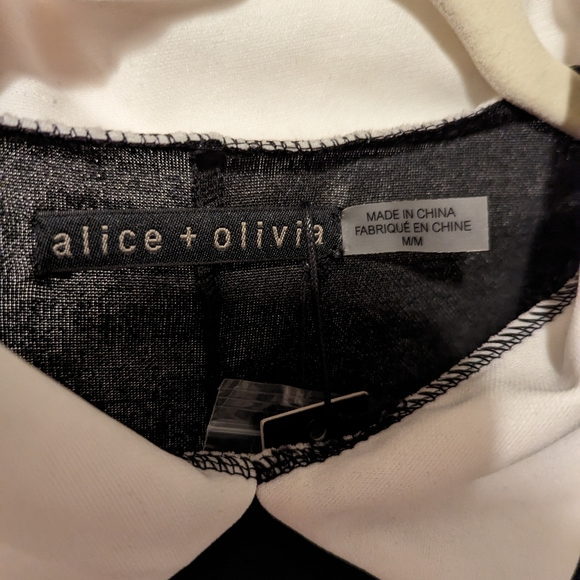 alice + olivia
MADE IN CHINA
FABRIQUÉ EN CHINE
M/M